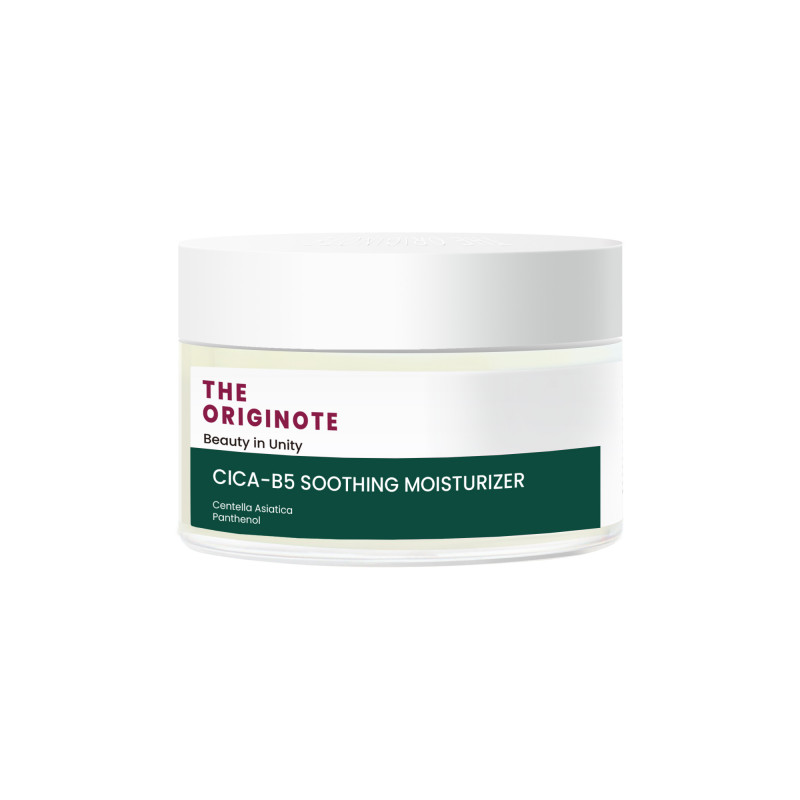 THE
ORIGINOTE
Beauty in Unity
CICA-B5 SOOTHING MOISTURIZER
Centella Asiatica
Panthenol